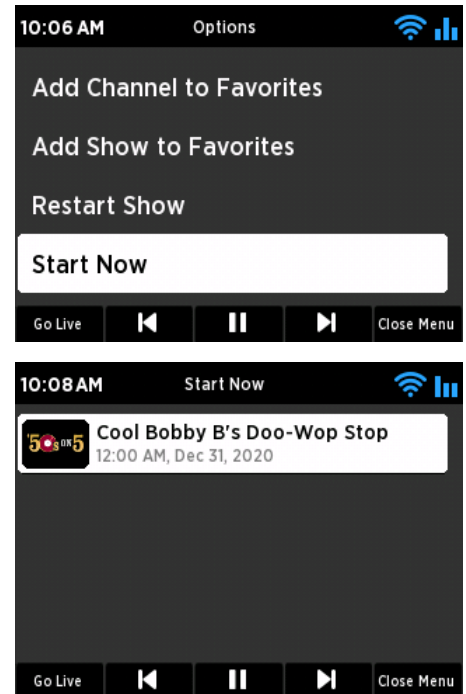 10:06 AM Options
Add Channel to Favorites
Add Show to Favorites
Restart Show
Start Now
Go Live Close Menu
10:08 AM Start Now
'50s on 5 Cool Bobby B's Doo-Wop Stop
12:00 AM, Dec 31, 2020
Go Live Close Menu